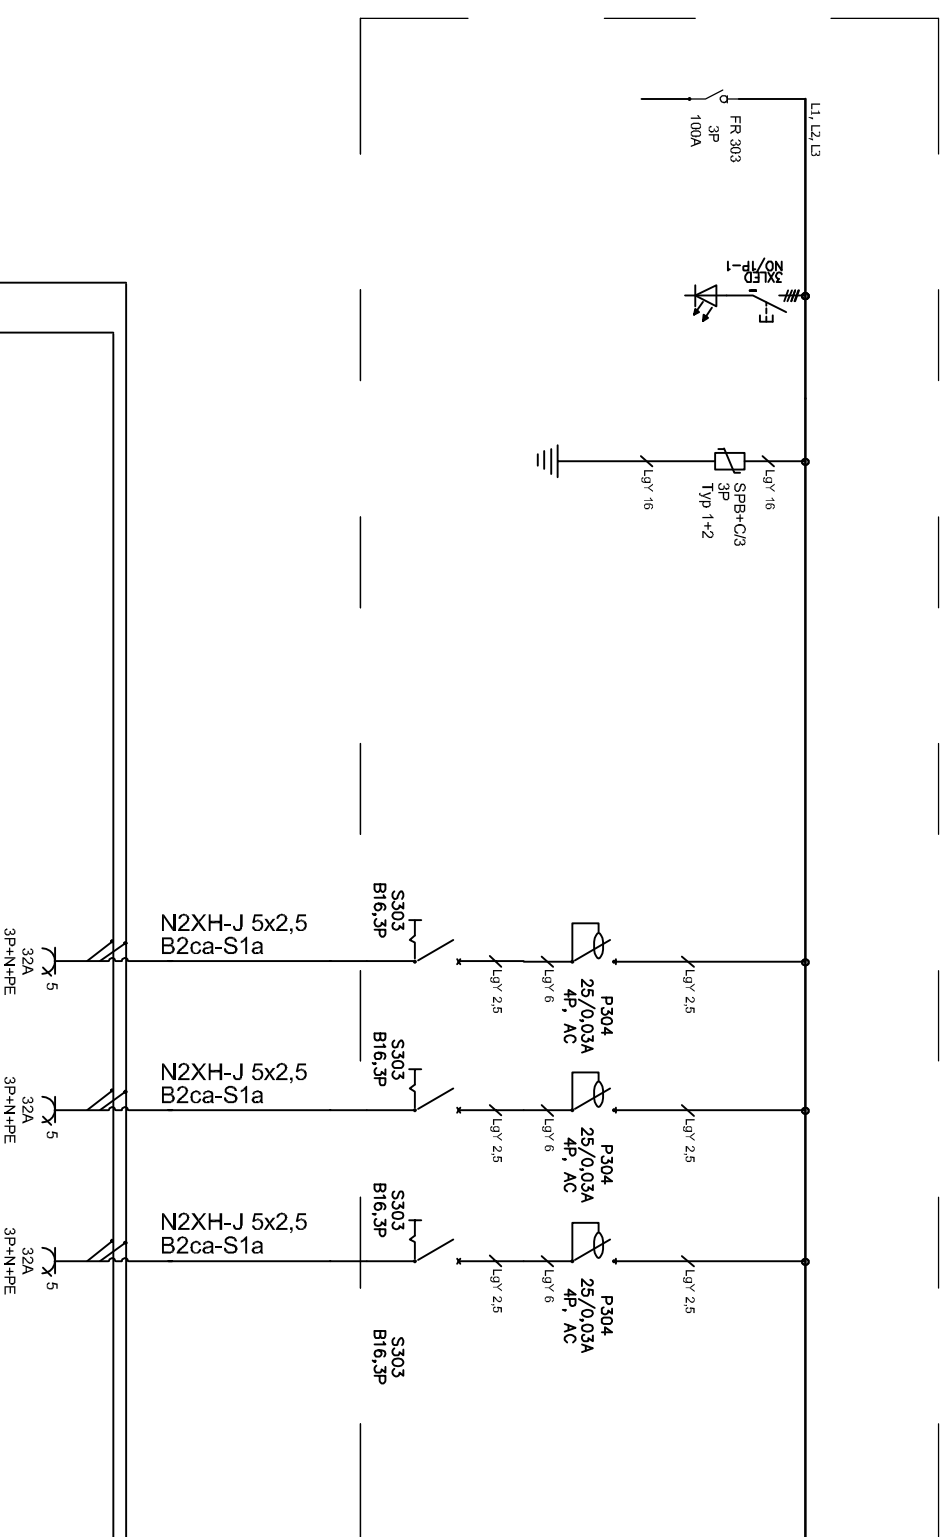 L1, L2, L3
FR 303
3P
100A
3XLED
NO/1P-1
LgY 16
SPB+C/3
3P
Typ 1+2
LgY 16
LgY 2,5
P304
25/0,03A
4P, AC
LgY 6
LgY 2,5
S303
B16,3P
N2XH-J 5x2,5
B2ca-S1a
5
32A
3P+N+PE
LgY 2,5
P304
25/0,03A
4P, AC
LgY 6
LgY 2,5
S303
B16,3P
N2XH-J 5x2,5
B2ca-S1a
5
32A
3P+N+PE
LgY 2,5
P304
25/0,03A
4P, AC
LgY 6
LgY 2,5
S303
B16,3P
N2XH-J 5x2,5
B2ca-S1a
5
32A
3P+N+PE
S303
B16,3P